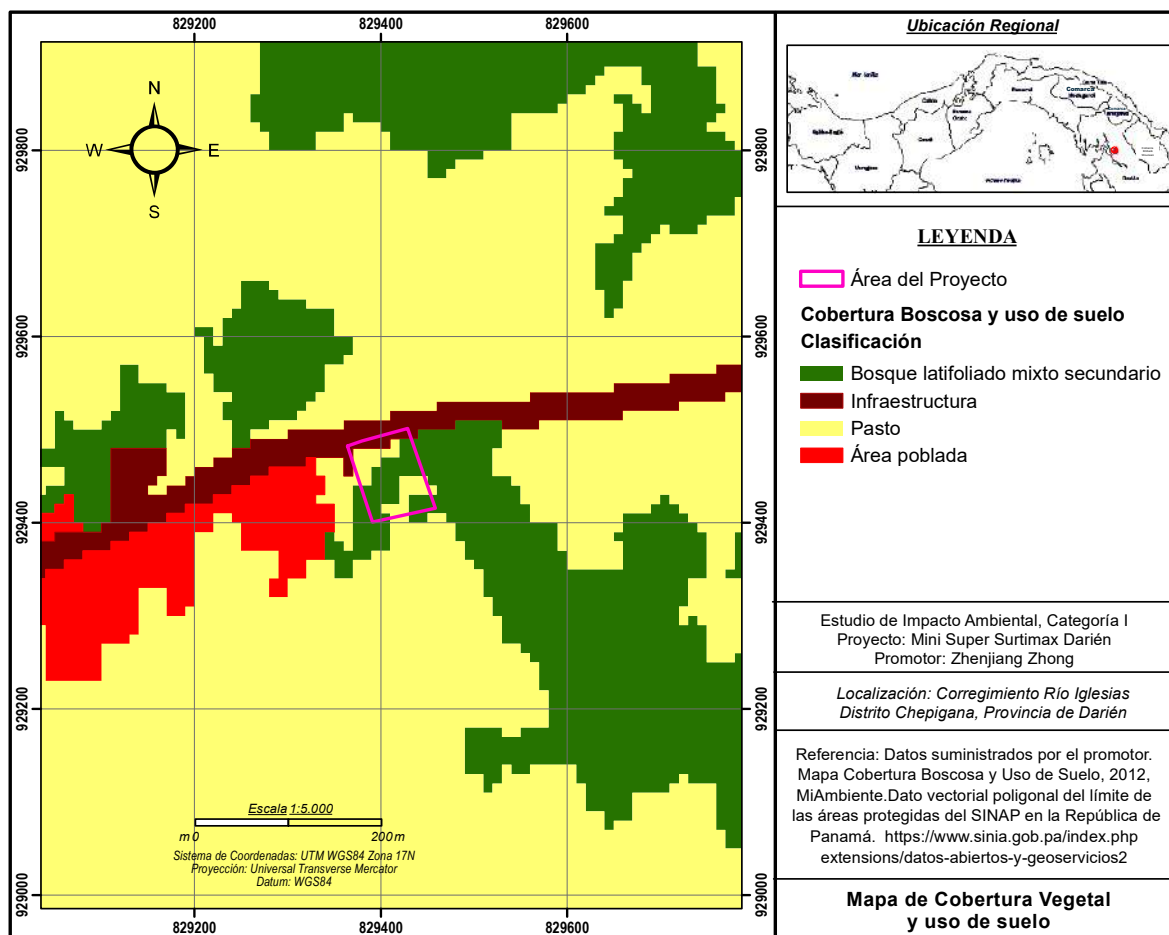 829200 829400 829600
929800 929800
929600 929600
929400 929400
929200 929200
929000 929000
829200 829400 829600
N
W E
S
Escala 1:5.000
m 0 200 m
Sistema de Coordenadas: UTM WGS84 Zona 17N
Proyección: Universal Transverse Mercator
Datum: WGS84
Ubicación Regional
Comarca
LEYENDA
Área del Proyecto
Cobertura Boscosa y uso de suelo
Clasificación
Bosque latifoliado mixto secundario
Infraestructura
Pasto
Área poblada
Estudio de Impacto Ambiental, Categoría I
Proyecto: Mini Super Surtimax Darién
Promotor: Zhenjiang Zhong
Localización: Corregimiento Río Iglesias
Distrito Chepigana, Provincia de Darién
Referencia: Datos suministrados por el promotor.
Mapa Cobertura Boscosa y Uso de Suelo, 2012,
MiAmbiente.Dato vectorial poligonal del límite de
las áreas protegidas del SINAP en la República de
Panamá. https://www.sinia.gob.pa/index.php
extensions/datos-abiertos-y-geoservicios2
Mapa de Cobertura Vegetal
y uso de suelo